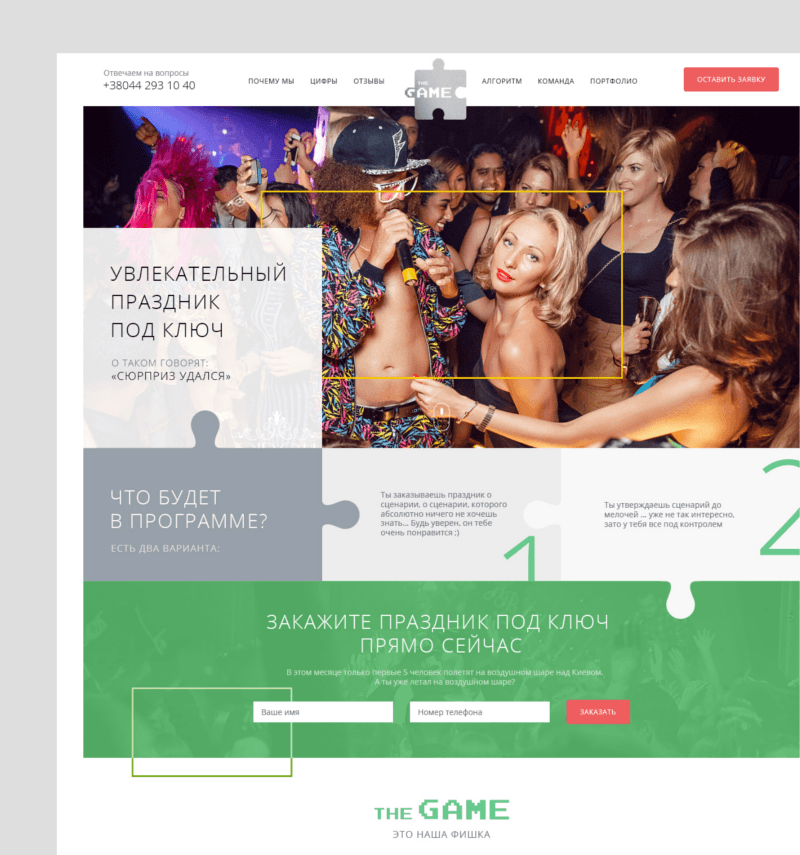 Отвечаем на вопросы
+38044 293 10 40
ПОЧЕМУ МЫ
ЦИФРЫ
ОТЗЫВЫ
THE
GAME
АЛГОРИТМ
КОМАНДА
ПОРТФОЛИО
ОСТАВИТЬ ЗАЯВКУ
УВЛЕКАТЕЛЬНЫЙ
ПРАЗДНИК
ПОД КЛЮЧ
О ТАКОМ ГОВОРЯТ:
«СЮРПРИЗ УДАЛСЯ»
ЧТО БУДЕТ
В ПРОГРАММЕ?
ЕСТЬ ДВА ВАРИАНТА:
Ты заказываешь праздник о
сценарии, о сценарии, которого
абсолютно ничего не хочешь
знать... Будь уверен, он тебе
очень понравится ;)
1
Ты утверждаешь сценарий до
мелочей ... уже не так интересно,
зато у тебя все под контролем
2
ЗАКАЖИТЕ ПРАЗДНИК ПОД КЛЮЧ
ПРЯМО СЕЙЧАС
В этом месяце только первые 5 человек полетят на воздушном шаре над Киевом.
А ты уже летал на воздушном шаре?
Ваше имя
Номер телефона
ЗАКАЗАТЬ
THE GAME
ЭТО НАША ФИШКА